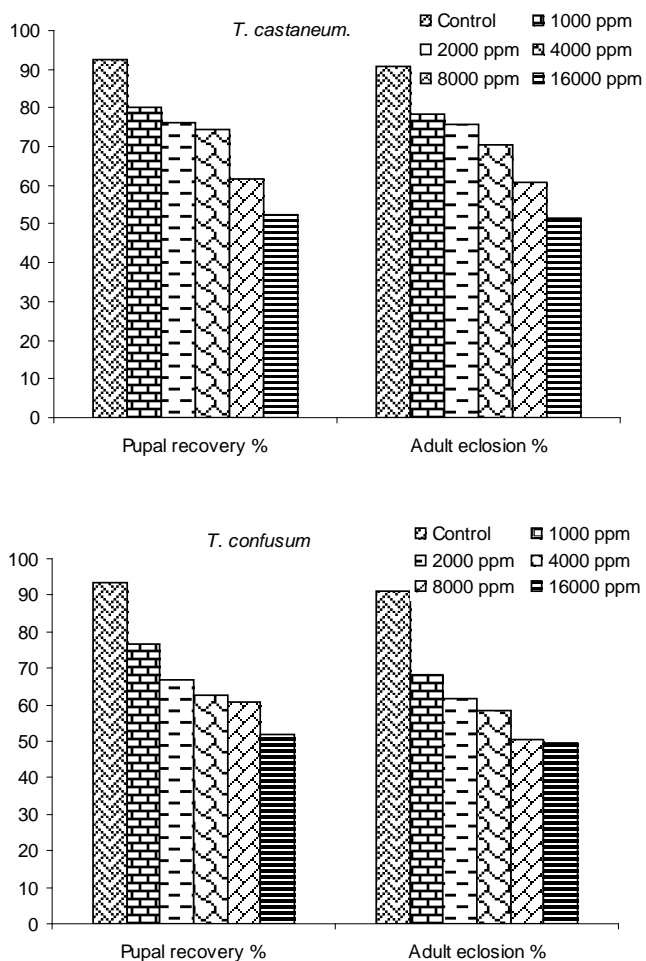 T. castaneum.
Control 1000 ppm
2000 ppm 4000 ppm
8000 ppm 16000 ppm
100
90
80
70
60
50
40
30
20
10
0
Pupal recovery % Adult eclosion %
T. confusum
Control 1000 ppm
2000 ppm 4000 ppm
8000 ppm 16000 ppm
100
90
80
70
60
50
40
30
20
10
0
Pupal recovery % Adult eclosion %